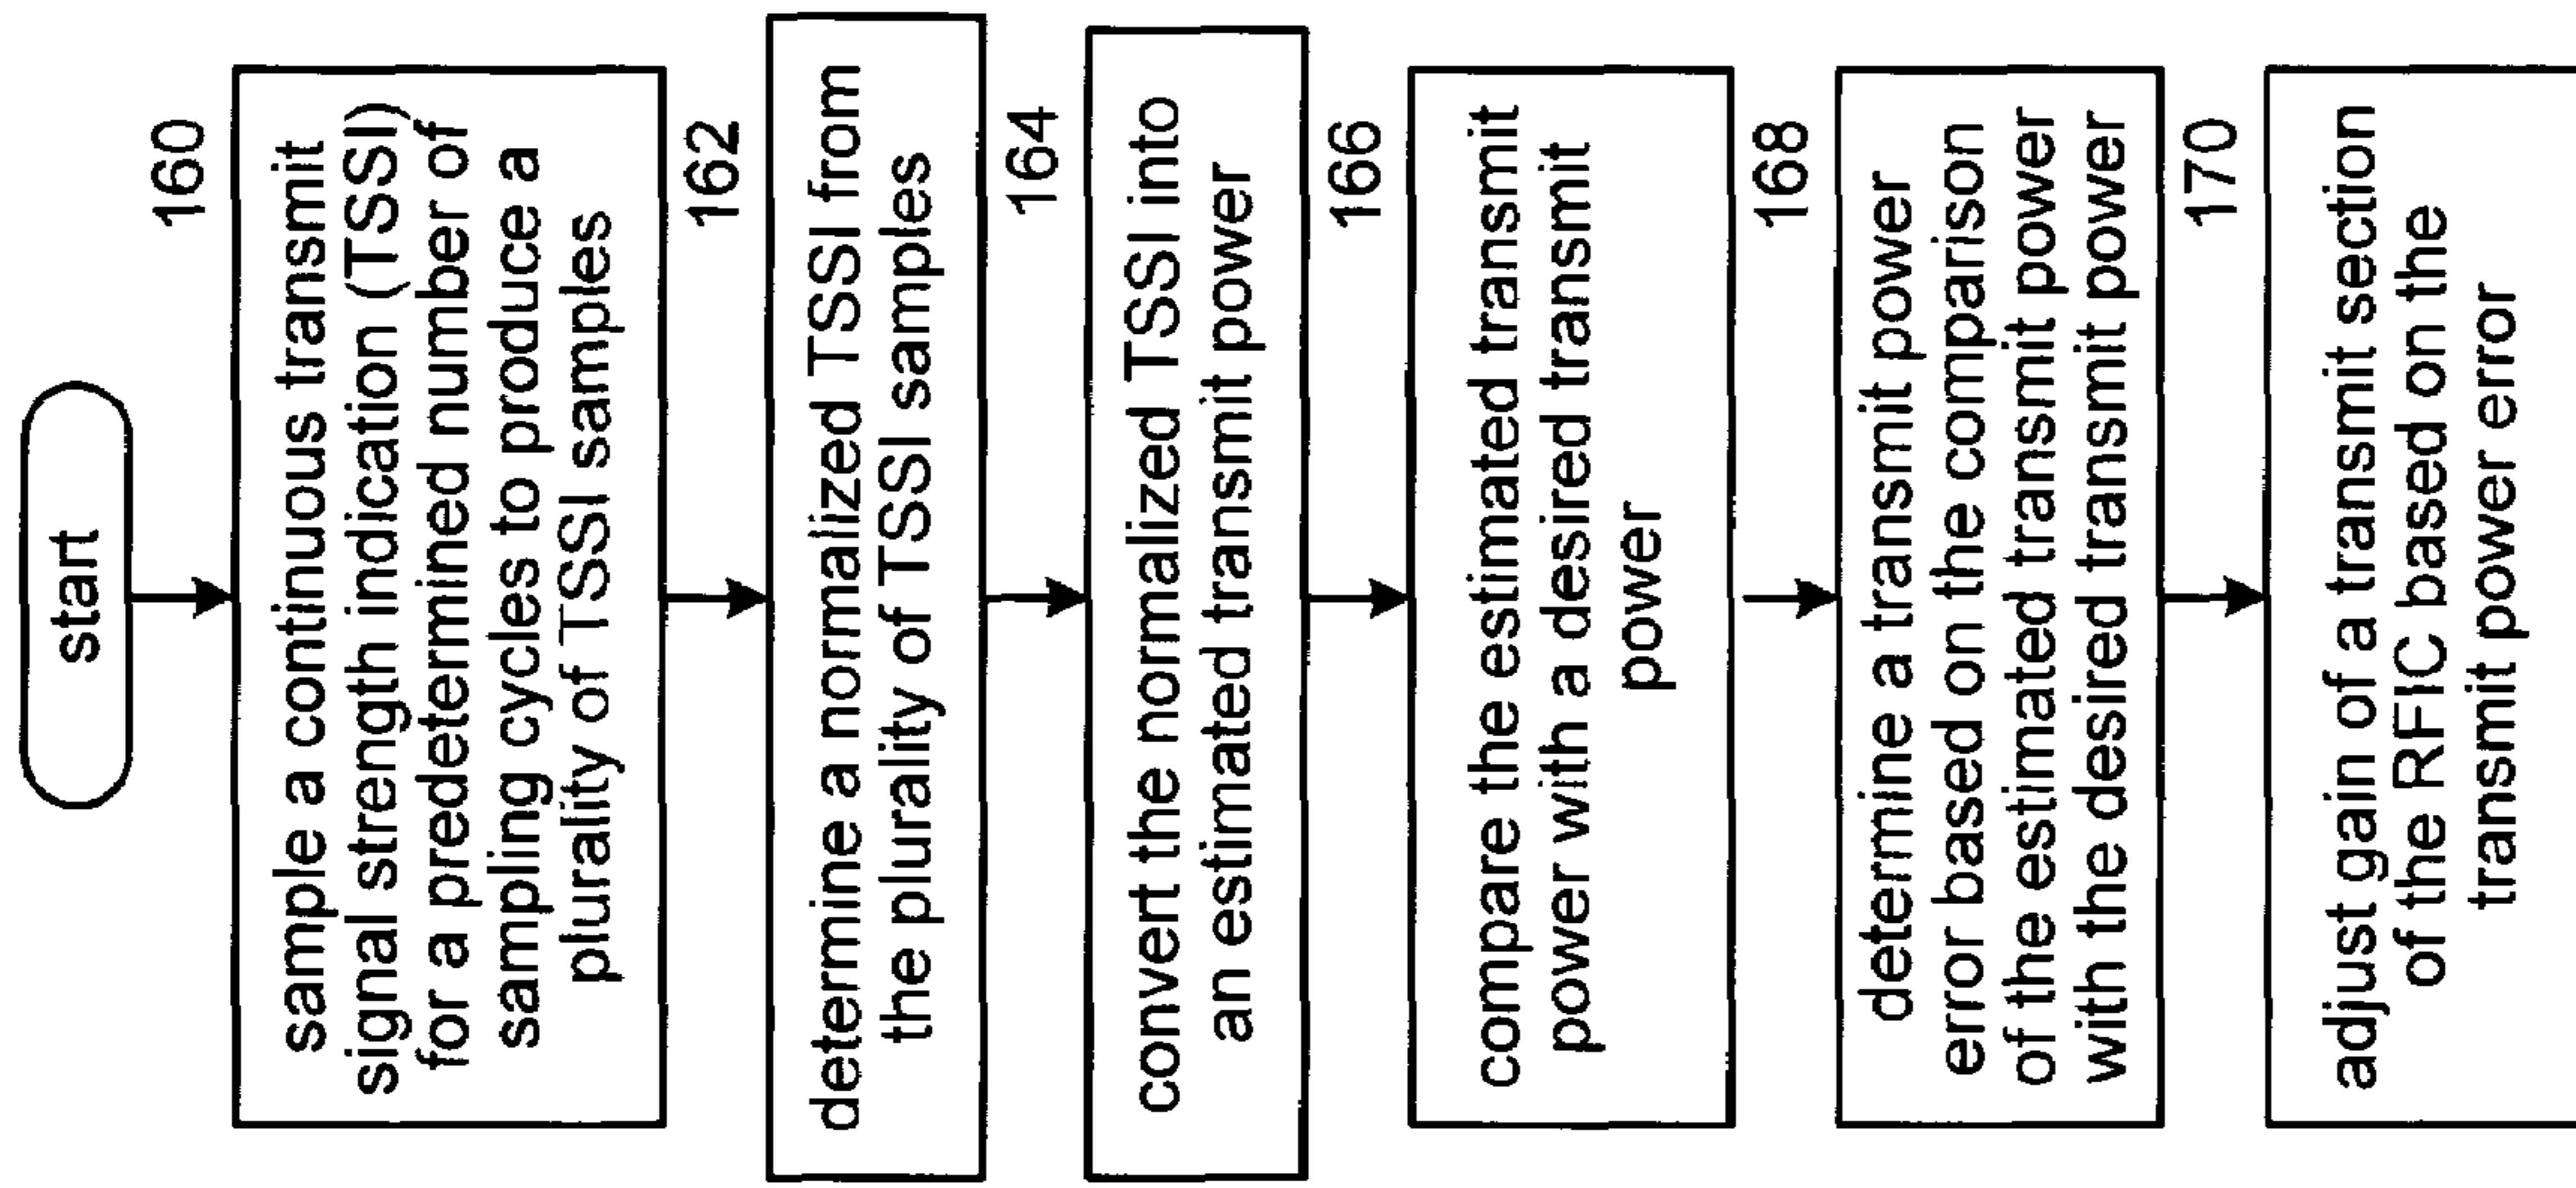 start
160
sample a continuous transmit
signal strength indication (TSSI)
for a predetermined number of
sampling cycles to produce a
plurality of TSSI samples
162
determine a normalized TSSI from
the plurality of TSSI samples
164
convert the normalized TSSI into
an estimated transmit power
166
compare the estimated transmit
power with a desired transmit
power
168
determine a transmit power
error based on the comparison
of the estimated transmit power
with the desired transmit power
170
adjust gain of a transmit section
of the RFIC based on the
transmit power error